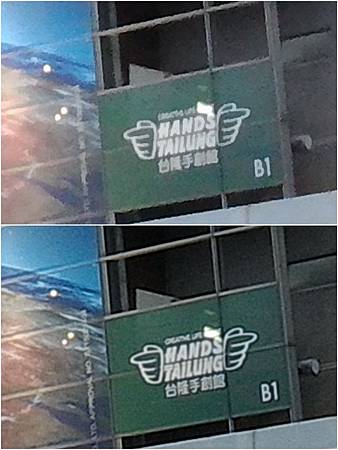 CREATIVE LIFE
HANDS
TAILUNG
台隆手創館
B1
CREATIVE LIFE
HANDS
TAILUNG
台隆手創館
B1